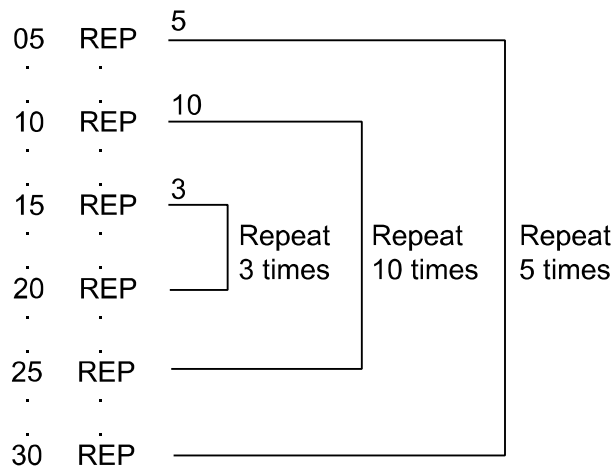 05 REP 5
. .
. .
10 REP 10
. .
. .
15 REP 3
. .
. .
20 REP
. .
. .
25 REP
. .
. .
30 REP
Repeat
3 times
Repeat
10 times
Repeat
5 times